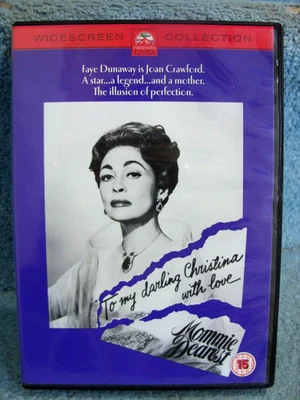 WIDESCREEN COLLECTION
Faye Dunaway is Joan Crawford.
A star...a legend...and a mother.
The illusion of perfection.
To my darling Christina
with love
Mommie
Dearest
15